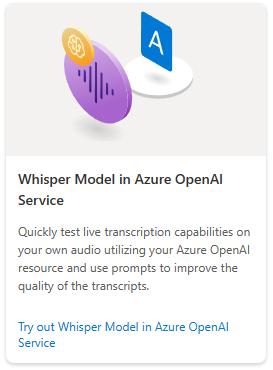 A
Whisper Model in Azure OpenAI
Service
Quickly test live transcription capabilities on
your own audio utilizing your Azure OpenAI
resource and use prompts to improve the
quality of the transcripts.
Try out Whisper Model in Azure OpenAI
Service